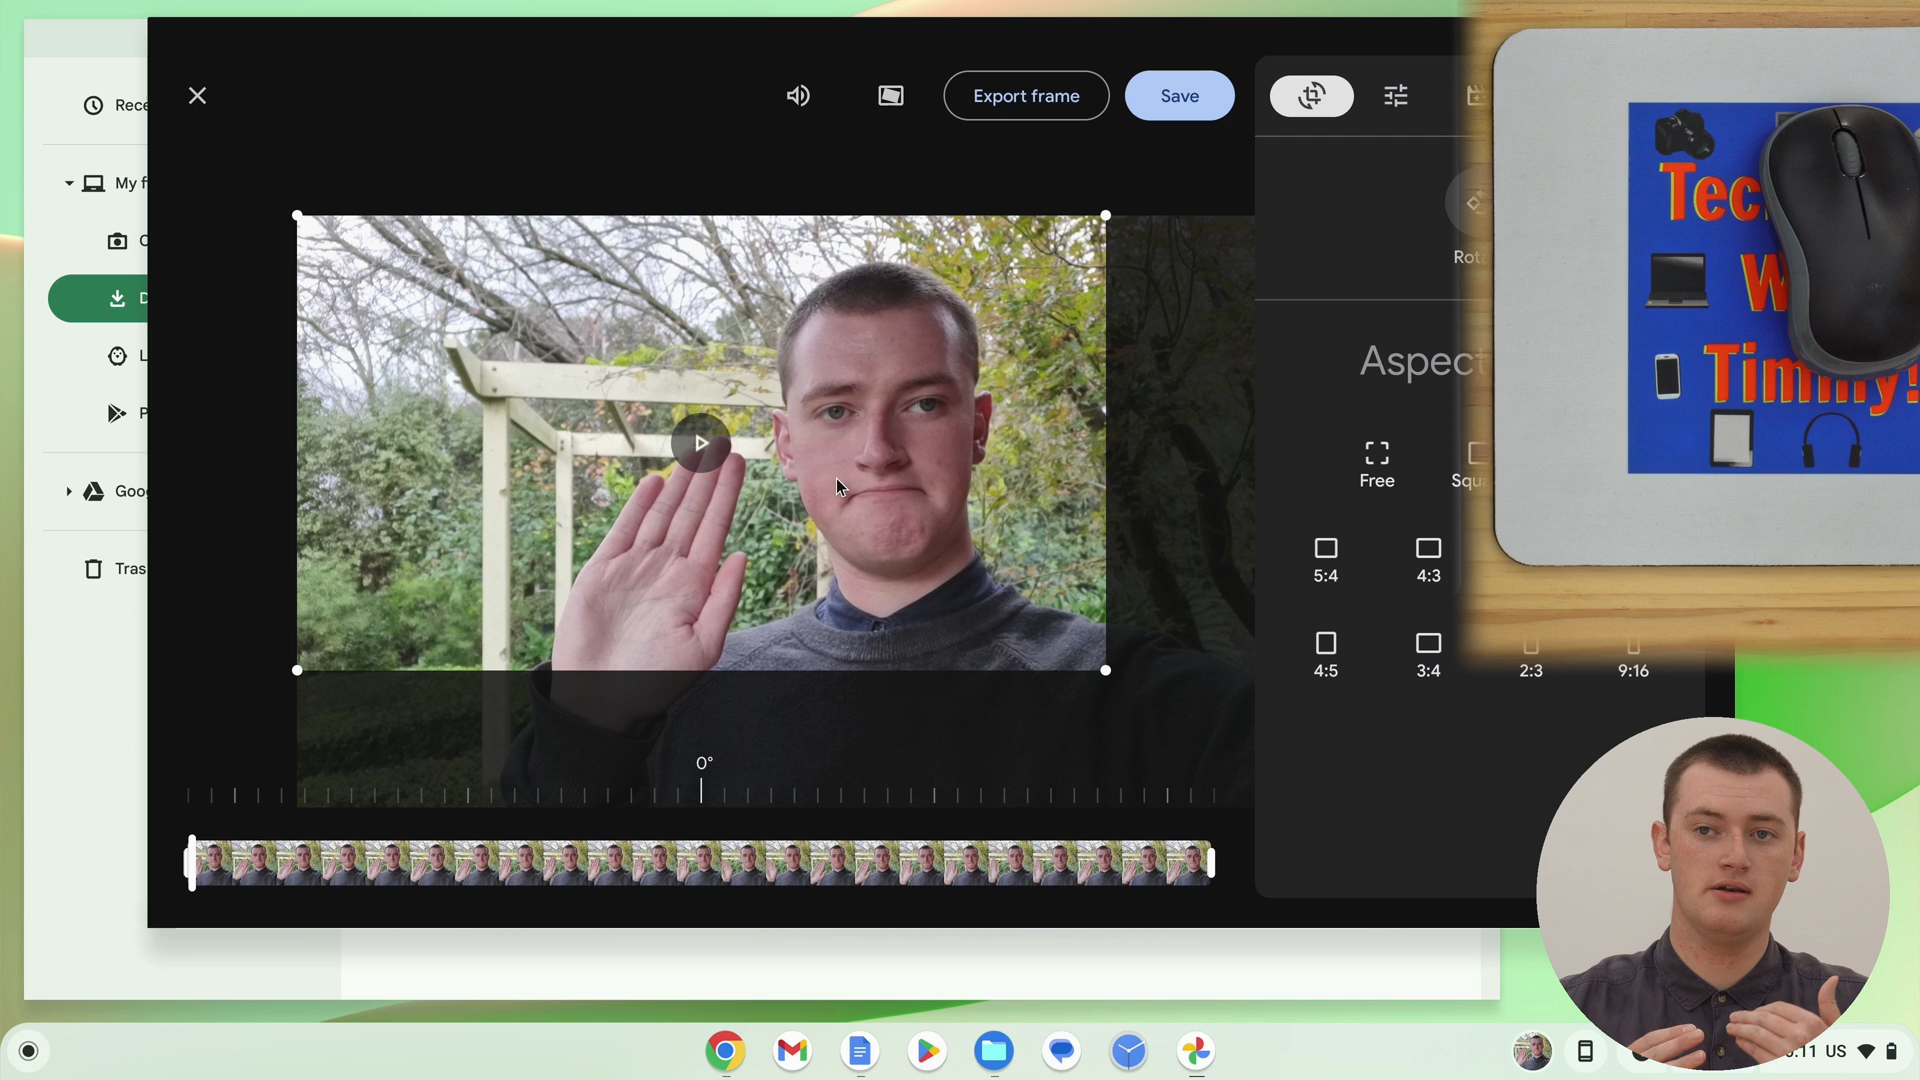 Export frame
Save
Rece
My f
C
D
L
P
Goo
Tras
Rot
Aspect
Free
Squ
5:4
4:3
4:5
3:4
2:3
9:16
0°
Tec
W
Timmy!
:11 US